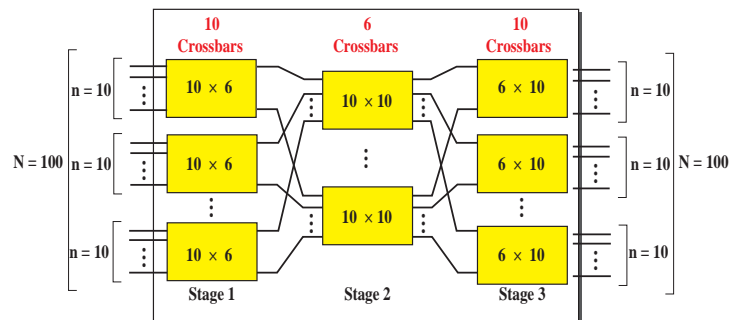 10 6 10
Crossbars Crossbars Crossbars
n = 10 10 × 6 10 × 10 6 × 10 n = 10
N = 100 n = 10 10 × 6 6 × 10 n = 10 N = 100
10 × 10
n = 10 10 × 6 6 × 10 n = 10
Stage 1 Stage 2 Stage 3